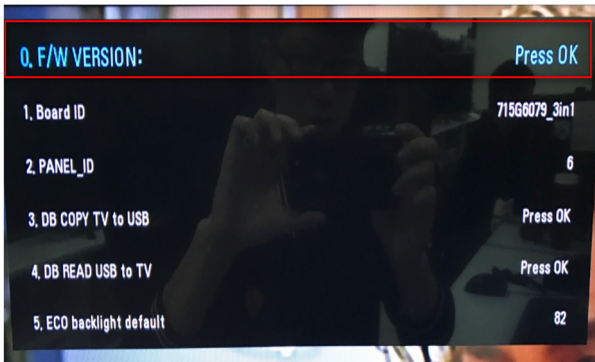 0. F/W VERSION: Press OK
1. Board ID 715G6079_3in1
2. PANEL_ID 6
3. DB COPY TV to USB Press OK
4. DB READ USB to TV Press OK
5. ECO backlight default 82